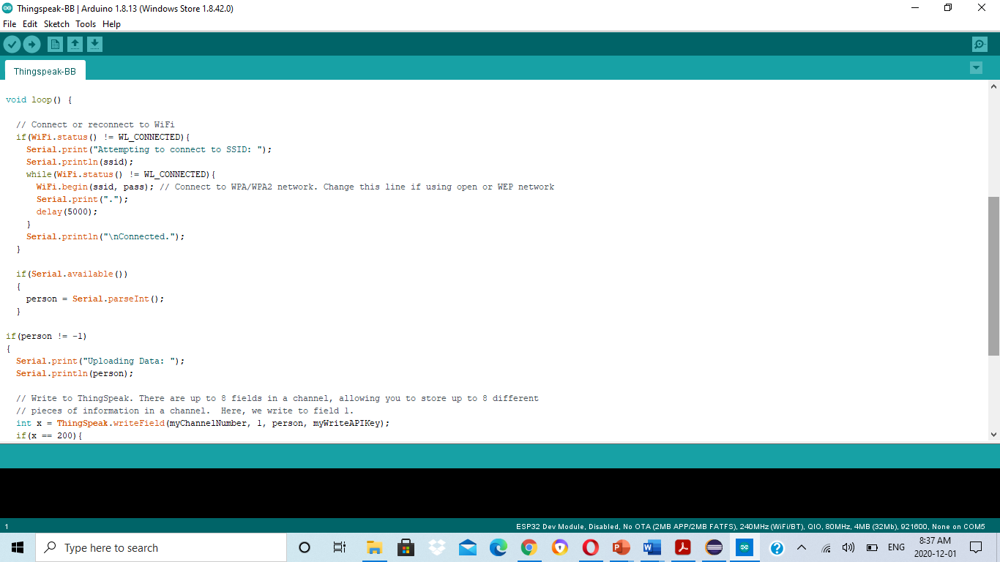 Thingspeak-BB | Arduino 1.8.13 (Windows Store 1.8.42.0)
File Edit Sketch Tools Help
Thingspeak-BB
void loop() {
// Connect or reconnect to WiFi
if(WiFi.status() != WL_CONNECTED){
Serial.print("Attempting to connect to SSID: ");
Serial.println(ssid);
while(WiFi.status() != WL_CONNECTED){
WiFi.begin(ssid, pass); // Connect to WPA/WPA2 network. Change this line if using open or WEP network
Serial.print(".");
delay(5000);
}
Serial.println("\nConnected.");
}
if(Serial.available())
{
person = Serial.parseInt();
}
if(person != -1)
{
Serial.print("Uploading Data: ");
Serial.println(person);
// Write to ThingSpeak. There are up to 8 fields in a channel, allowing you to store up to 8 different
// pieces of information in a channel.  Here, we write to field 1.
int x = ThingSpeak.writeField(myChannelNumber, 1, person, myWriteAPIKey);
if(x == 200){
1
ESP32 Dev Module, Disabled, No OTA (2MB APP/2MB FATFS), 240MHz (WiFi/BT), QIO, 80MHz, 4MB (32Mb), 921600, None on COM5
Type here to search
ENG
8:37 AM
2020-12-01